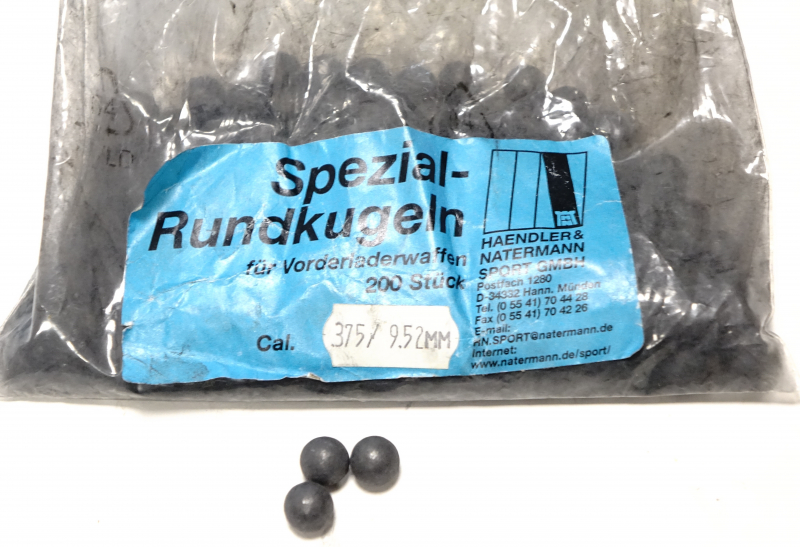 Spezial-
Rundkugeln
für Vorderladerwaffen
200 Stück
Cal.
.375/ 9.52MM
HAENDLER &
NATERMANN
SPORT GMBH
Postfach 1280
D-34332 Hann. Münden
Tel. (0 55 41) 70 44 28
Fax (0 55 41) 70 42 26
E-mail:
HN.SPORT@natermann.de
Internet:
www.natermann.de/sport/